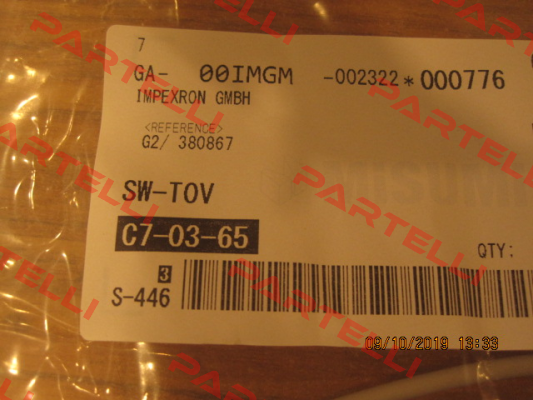 7
GA- 00IMGM -002322*000776
IMPEXRON GMBH
<REFERENCE>
G2/ 380867
SW-TOV
C7-03-65
QTY:
3
S-446
09/10/2019 13:33
PARTELLI
PARTELLI
PARTELLI
PARTELLI
PARTELLI